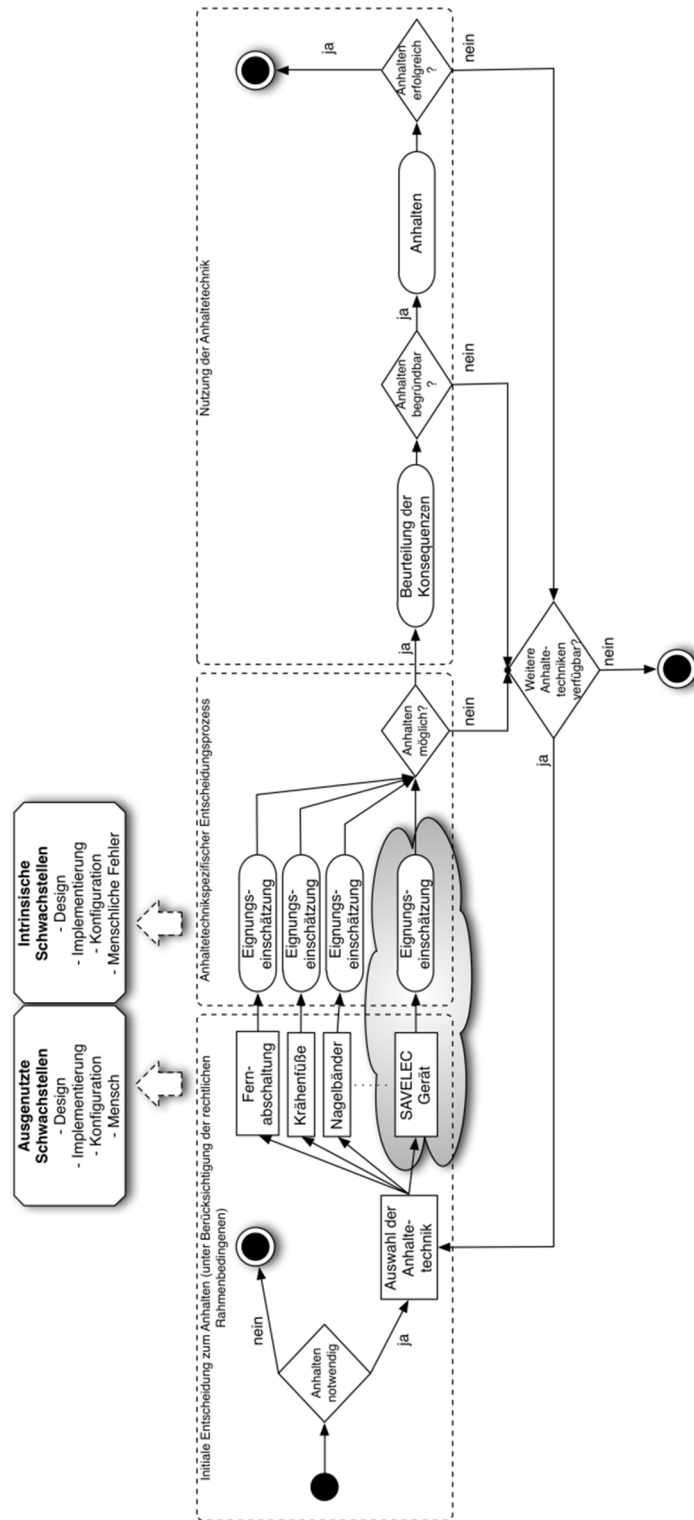 Ausgenutzte
Schwachstellen
- Design
- Implementierung
- Konfiguration
- Mensch
Intrinsische
Schwachstellen
- Design
- Implementierung
- Konfiguration
- Menschliche Fehler
Initiale Entscheidung zum Anhalten (unter Berücksichtigung der rechtlichen
Rahmenbedingenen)
Anhalten
notwendig
nein
ja
Auswahl der
Anhalte-
technik
Fern-
abschaltung
Krähenfüße
Nagelbänder
. . . . . .
SAVELEC
Gerät
Anhaltetechnikspezifischer Entscheidungsprozess
Eignungs-
einschätzung
Eignungs-
einschätzung
Eignungs-
einschätzung
Eignungs-
einschätzung
Anhalten
möglich?
ja
nein
Nutzung der Anhaltetechnik
Beurteilung der
Konsequenzen
Anhalten
begründbar
?
ja
nein
Anhalten
Anhalten
erfolgreich
?
ja
nein
Weitere
Anhalte-
techniken
verfügbar?
ja
nein